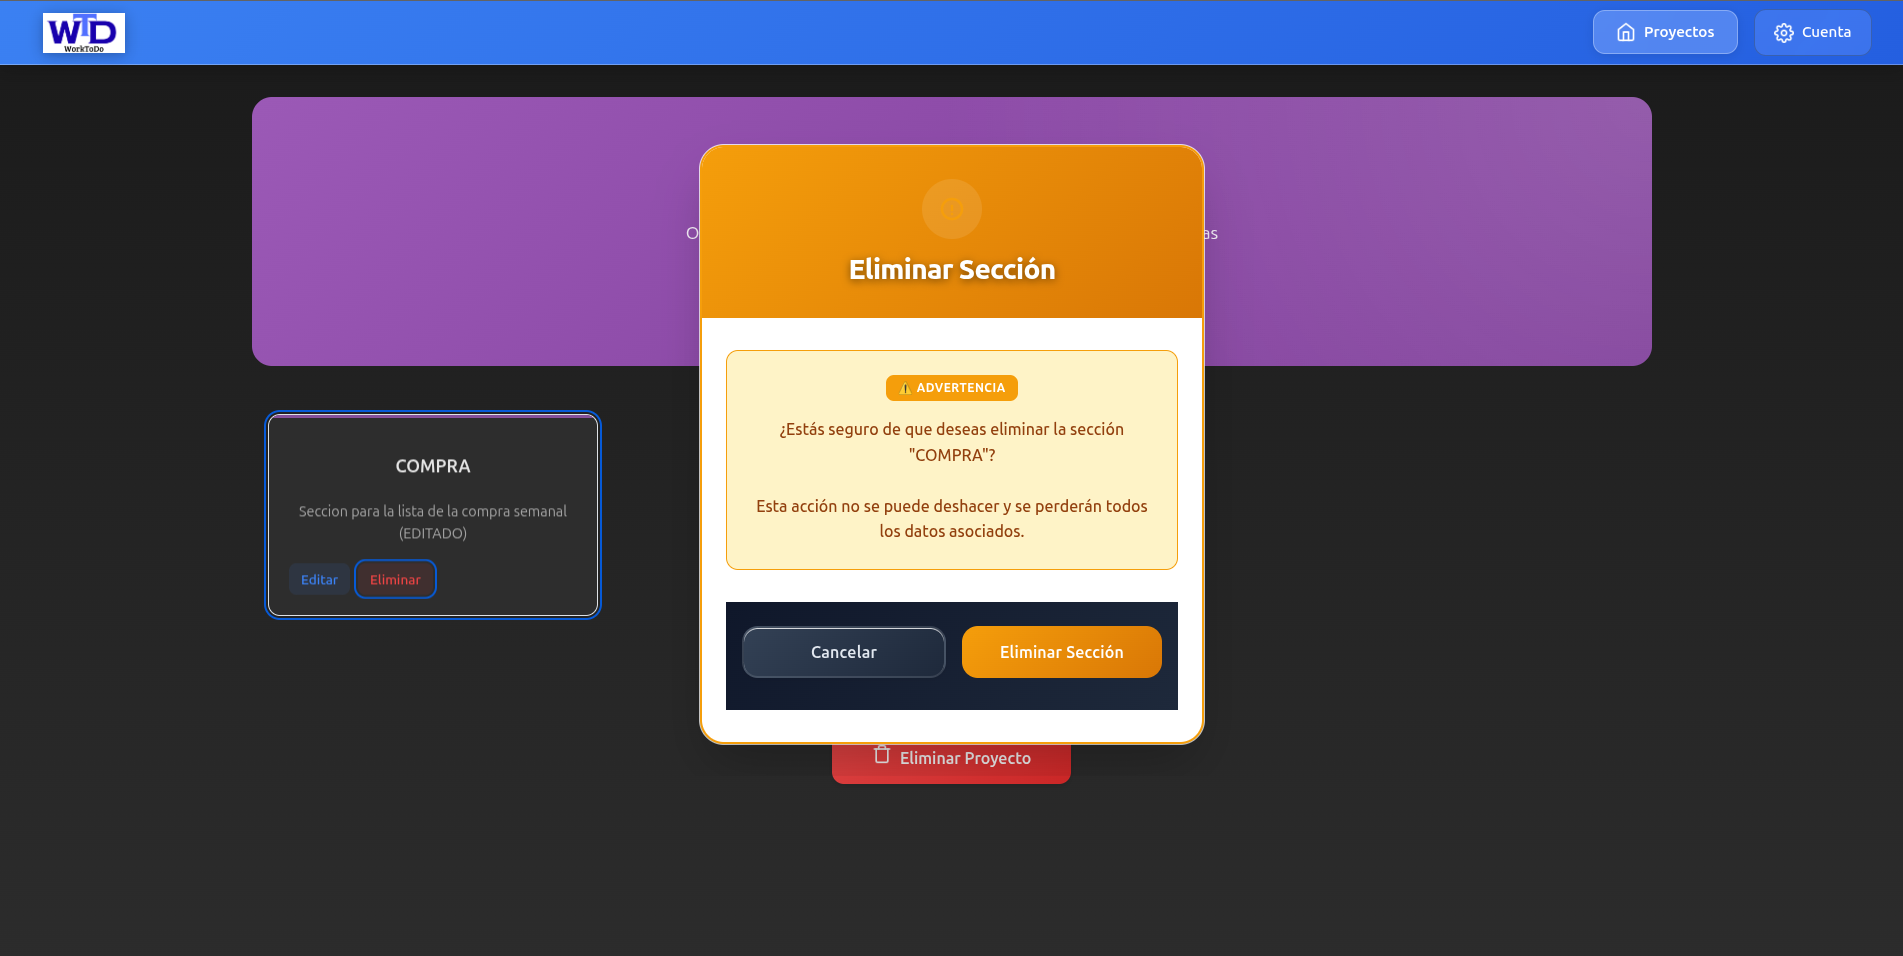 WTD
WorkToDo
Proyectos
Cuenta
O
as
Eliminar Sección
⚠️ ADVERTENCIA
¿Estás seguro de que deseas eliminar la sección
"COMPRA"?
Esta acción no se puede deshacer y se perderán todos
los datos asociados.
COMPRA
Seccion para la lista de la compra semanal
(EDITADO)
Editar
Eliminar
Cancelar
Eliminar Sección
Eliminar Proyecto